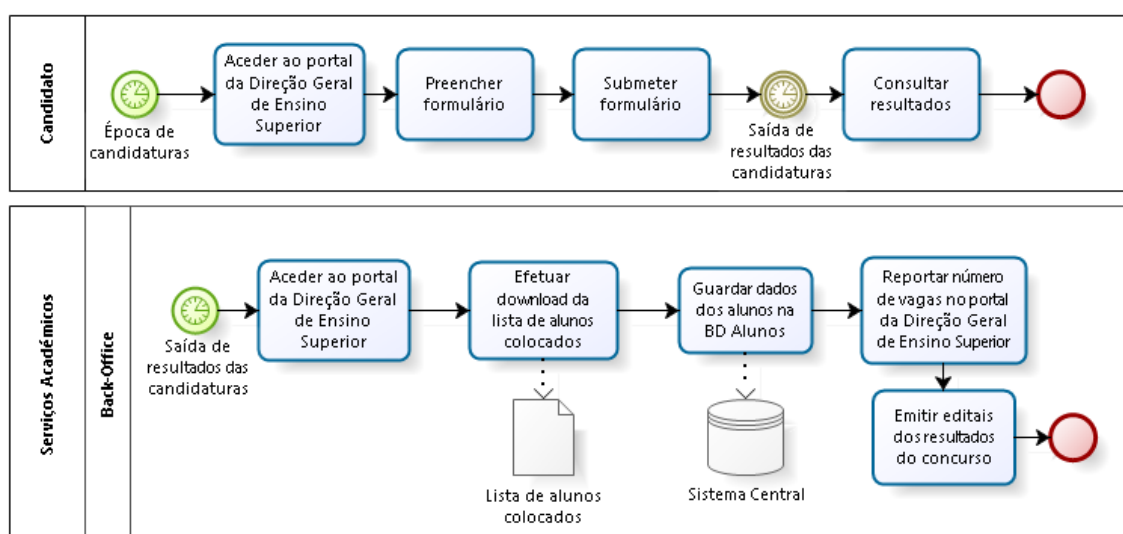 Candidato
Época de
candidaturas
Aceder ao portal
da Direção Geral
de Ensino
Superior
Preencher
formulário
Submeter
formulário
Saída de
resultados das
candidaturas
Consultar
resultados
Serviços Académicos
Back-Office
Saída de
resultados das
candidaturas
Aceder ao portal
da Direção Geral
de Ensino
Superior
Efetuar
download da
lista de alunos
colocados
Lista de alunos
colocados
Guardar dados
dos alunos na
BD Alunos
Sistema Central
Reportar número
de vagas no portal
da Direção Geral
de Ensino Superior
Emitir editais
dos resultados
do concurso